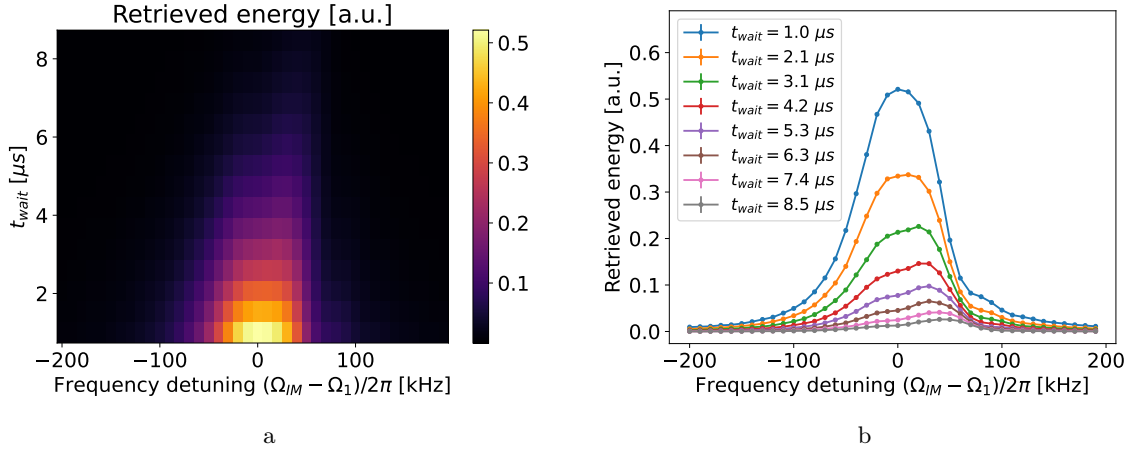 Retrieved energy [a.u.]
t_wait [μs]
8
6
4
2
−200
−100
0
100
Frequency detuning (Ω_IM − Ω_1)/2π [kHz]
0.5
0.4
0.3
0.2
0.1
a
Retrieved energy [a.u.]
0.6
0.5
0.4
0.3
0.2
0.1
0.0
t_wait = 1.0 μs
t_wait = 2.1 μs
t_wait = 3.1 μs
t_wait = 4.2 μs
t_wait = 5.3 μs
t_wait = 6.3 μs
t_wait = 7.4 μs
t_wait = 8.5 μs
−200
−100
0
100
200
Frequency detuning (Ω_IM − Ω_1)/2π [kHz]
b